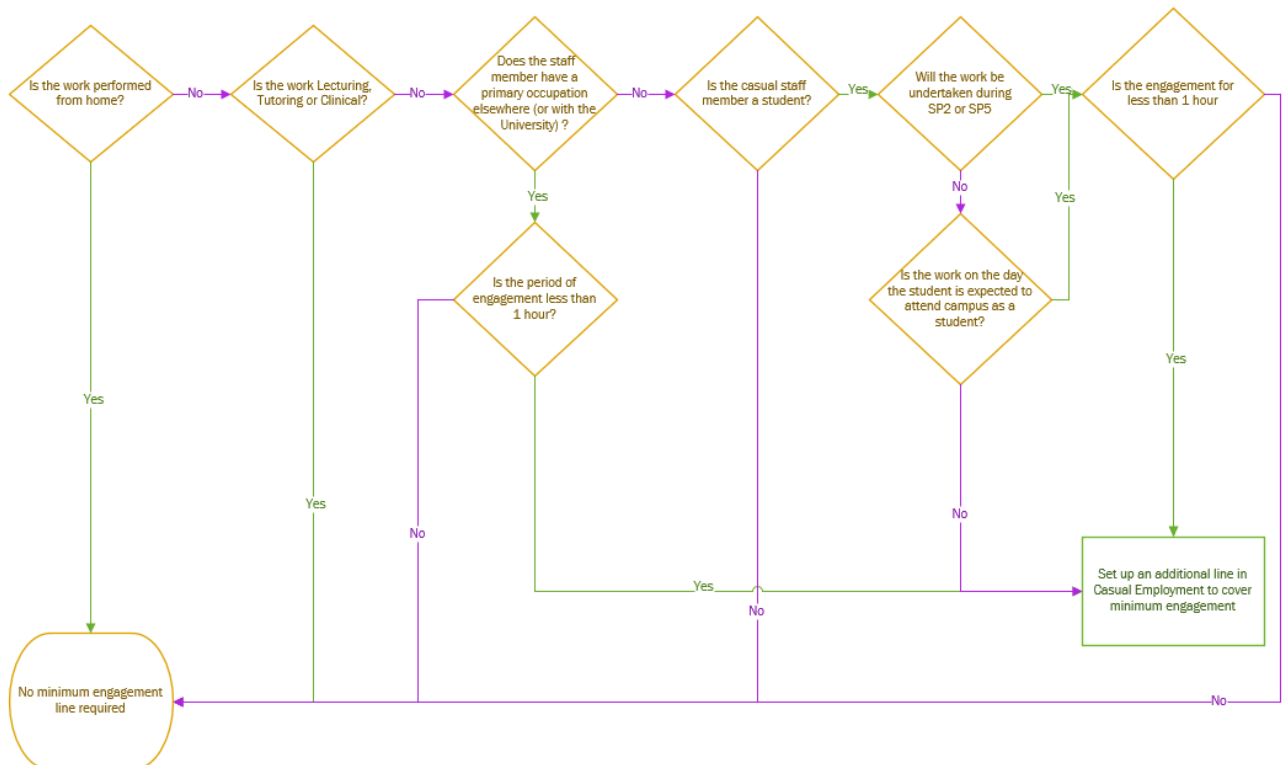 Is the work performed
from home?
No
Is the work Lecturing,
Tutoring or Clinical?
No
Does the staff
member have a
primary occupation
elsewhere (or with the
University) ?
No
Is the casual staff
member a student?
Yes
Will the work be
undertaken during
SP2 or SP5
Yes
Is the engagement for
less than 1 hour
Yes
No
Yes
Is the period of
engagement less than
1 hour?
Is the work on the day
the student is expected to
attend campus as a
student?
Yes
Yes
Yes
No
No
Yes
Set up an additional line in
Casual Employment to cover
minimum engagement
No
No minimum engagement
line required
No